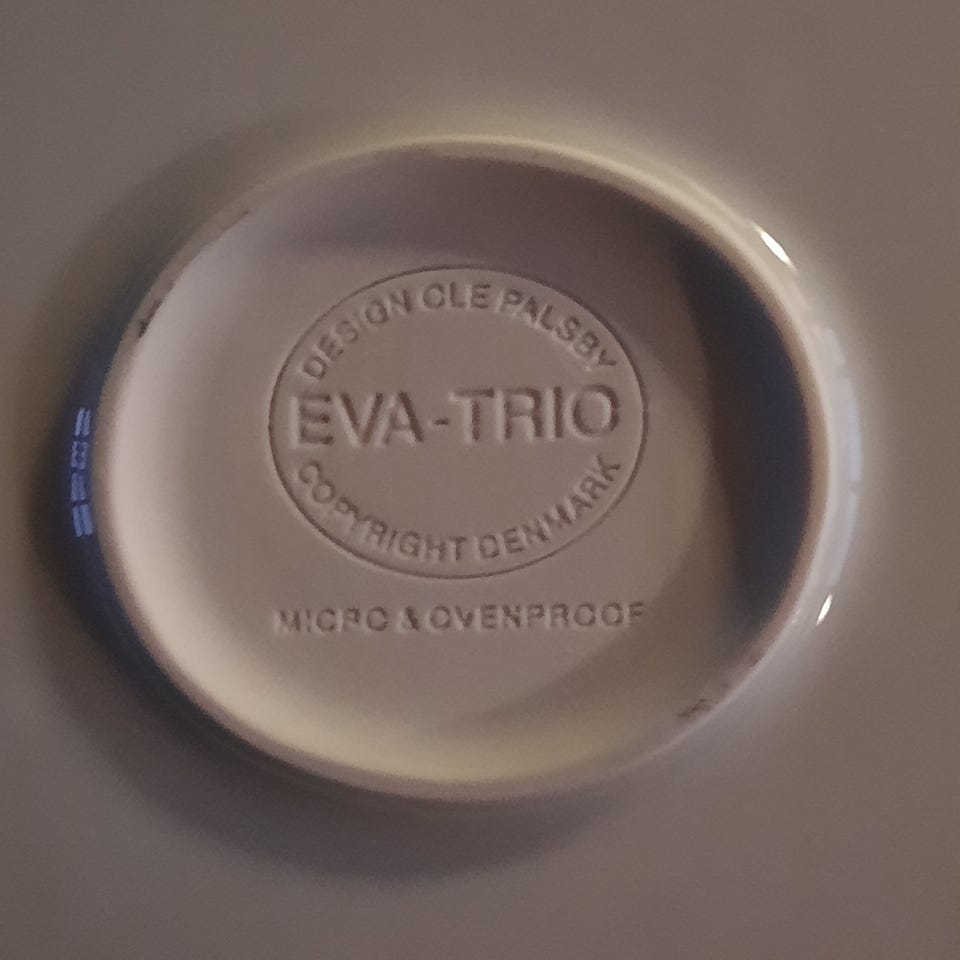 DESIGN OLE PALSBY
EVA-TRIO
COPYRIGHT DENMARK
MICRO & OVENPROOF